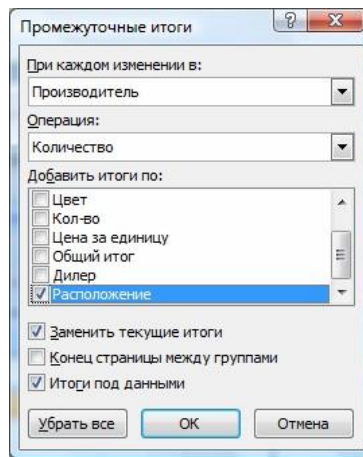 Промежуточные итоги
При каждом изменении в:
Производитель
Операция:
Количество
Добавить итоги по:
Цвет
Кол-во
Цена за единицу
Общий итог
Дилер
Расположение
Заменить текущие итоги
Конец страницы между группами
Итоги под данными
Убрать все
ОК
Отмена